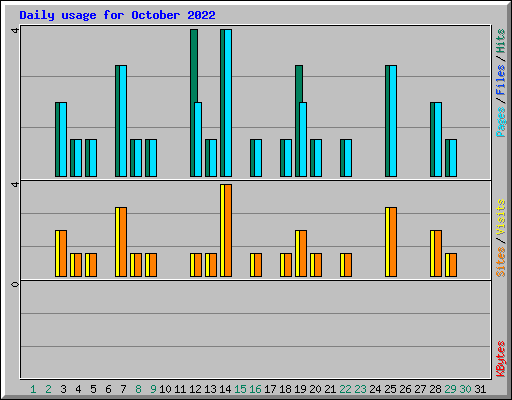 Daily usage for October 2022
4
Pages / Files / Hits
4
Sites / Visits
0
KBytes
1 2 3 4 5 6 7 8 9 10 11 12 13 14 15 16 17 18 19 20 21 22 23 24 25 26 27 28 29 30 31